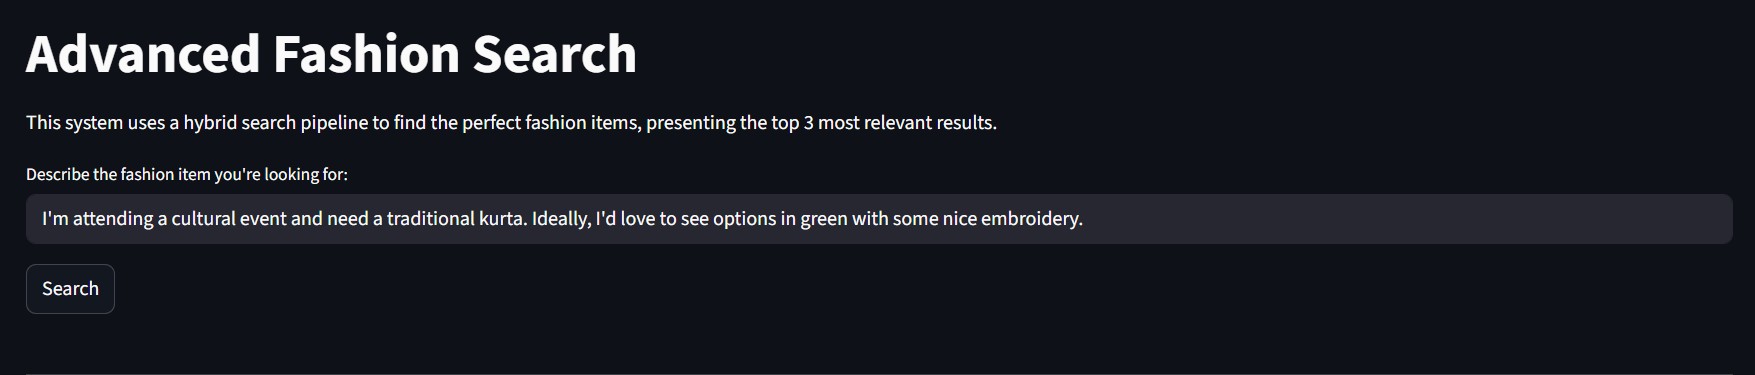 Advanced Fashion Search
This system uses a hybrid search pipeline to find the perfect fashion items, presenting the top 3 most relevant results.
Describe the fashion item you're looking for:
I'm attending a cultural event and need a traditional kurta. Ideally, I'd love to see options in green with some nice embroidery.
Search